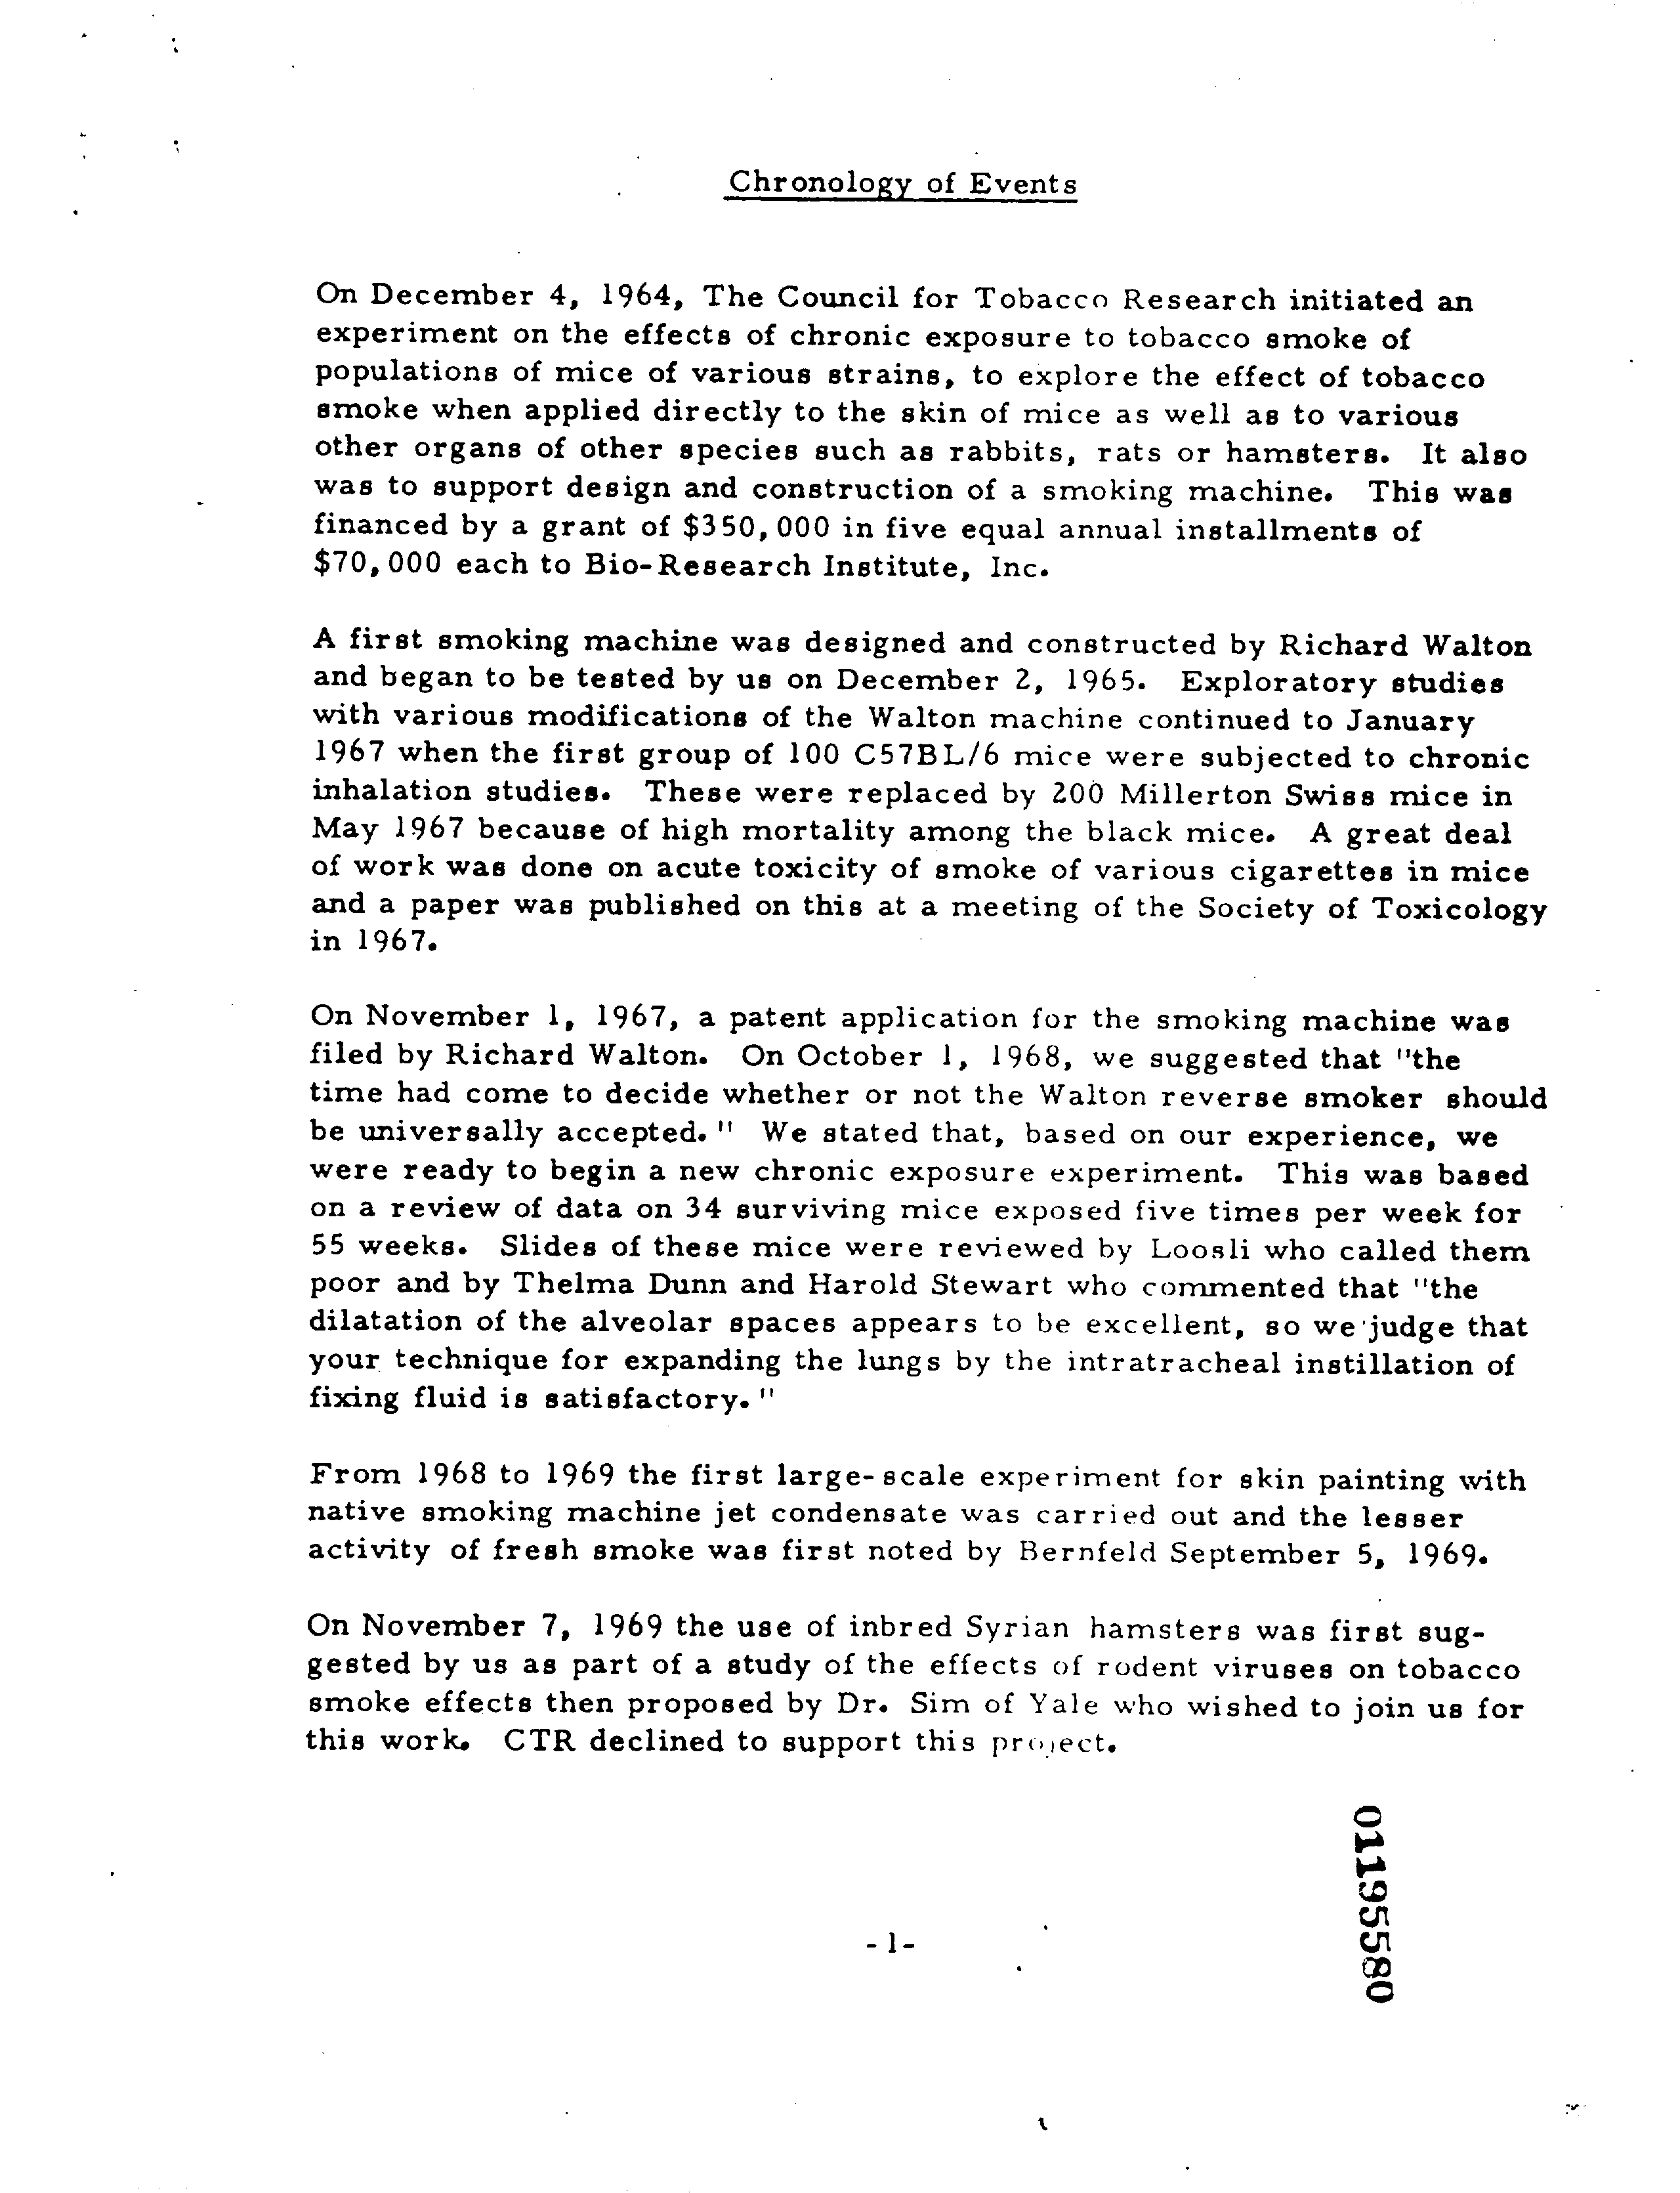 Chronology of Events
On December 4, 1964, The Council for Tobacco Research initiated an
experiment on the effects of chronic exposure to tobacco smoke of
populations of mice of various strains, to explore the effect of tobacco
smoke when applied directly to the skin of mice as well as to various
other organs of other species such as rabbits, rats or hamsters. It also
was to support design and construction of a smoking machine. This was
financed by a grant of $350,000 in five equal annual installments of
$70,000 each to Bio-Research Institute, Inc.
A first smoking machine was designed and constructed by Richard Walton
and began to be tested by us on December 2, 1965. Exploratory studies
with various modifications of the Walton machine continued to January
1967 when the first group of 100 C57BL/6 mice were subjected to chronic
inhalation studies. These were replaced by 200 Millerton Swiss mice in
May 1967 because of high mortality among the black mice. A great deal
of work was done on acute toxicity of smoke of various cigarettes in mice
and a paper was published on this at a meeting of the Society of Toxicology
in 1967.
On November 1, 1967, a patent application for the smoking machine was
filed by Richard Walton. On October 1, 1968, we suggested that "the
time had come to decide whether or not the Walton reverse smoker should
be universally accepted." We stated that, based on our experience, we
were ready to begin a new chronic exposure experiment. This was based
on a review of data on 34 surviving mice exposed five times per week for
55 weeks. Slides of these mice were reviewed by Loosli who called them
poor and by Thelma Dunn and Harold Stewart who commented that "the
dilatation of the alveolar spaces appears to be excellent, so we judge that
your technique for expanding the lungs by the intratracheal instillation of
fixing fluid is satisfactory."
From 1968 to 1969 the first large-scale experiment for skin painting with
native smoking machine jet condensate was carried out and the lesser
activity of fresh smoke was first noted by Bernfeld September 5, 1969.
On November 7, 1969 the use of inbred Syrian hamsters was first sug-
gested by us as part of a study of the effects of rodent viruses on tobacco
smoke effects then proposed by Dr. Sim of Yale who wished to join us for
this work. CTR declined to support this project.
-1-
01195580